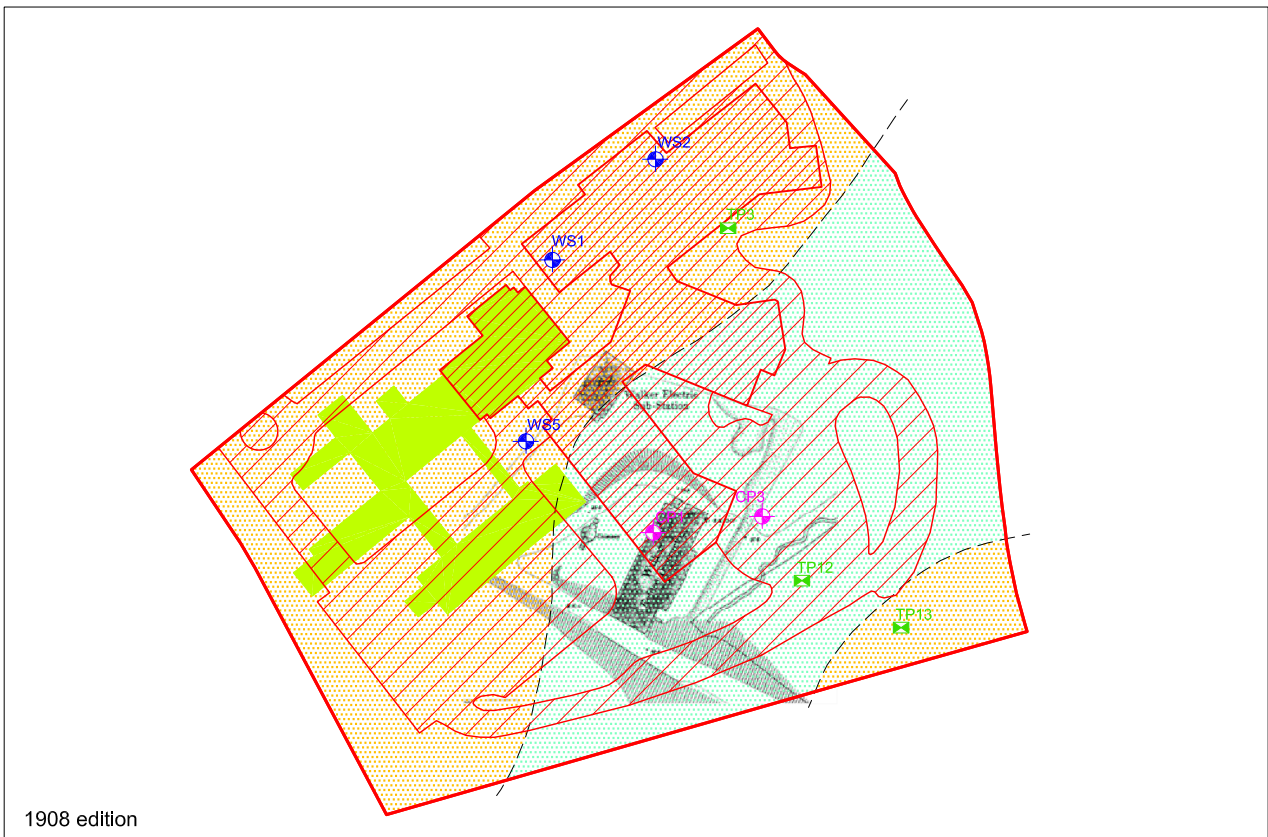 WS2
TP3
WS1
Walker Electric
Sub-Station
WS5
CP3
TP12
TP13
1908 edition